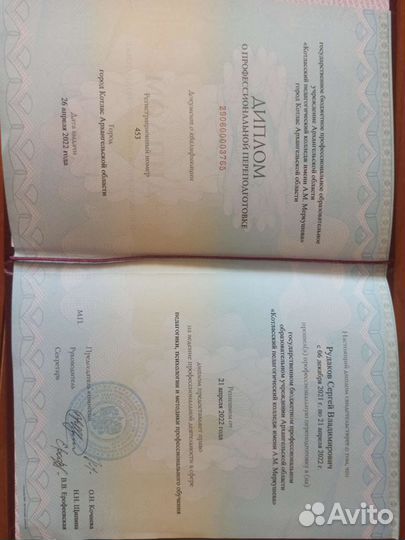 государственное бюджетное профессиональное образовательное
учреждение Архангельской области
«Котласский педагогический колледж имени А.М. Меркушева»
город Котлас Архангельской области
ДИПЛОМ
О ПРОФЕССИОНАЛЬНОЙ ПЕРЕПОДГОТОВКЕ
290600003765
Документ о квалификации
Регистрационный номер
453
Город
город Котлас Архангельской области
Дата выдачи
26 апреля 2022 года
Настоящий диплом свидетельствует о том, что
Рудаков Сергей Владимирович
с 06 декабря 2021 г. по 21 апреля 2022 г.
прошел(а) профессиональную переподготовку в (на)
государственном бюджетном профессиональном
образовательном учреждении Архангельской области
«Котласский педагогический колледж имени А.М. Меркушева»
Решением от
21 апреля 2022 года
диплом предоставляет право
на ведение профессиональной деятельности в сфере
педагогики, психологии и методики профессионального обучения
Председатель комиссии О.Н. Кочнева
М.П. Руководитель Н.Н. Щипина
Секретарь В.В. Ерофеевская
Avito